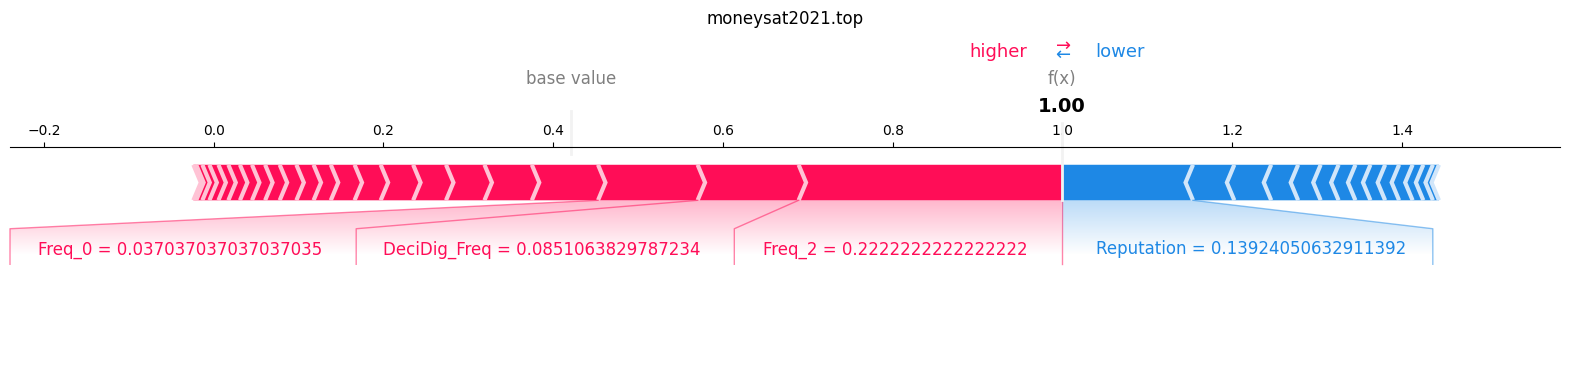 moneysat2021.top
higher ⇄ lower
base value f(x)
1.00
−0.2 0.0 0.2 0.4 0.6 0.8 1.0 1.2 1.4
Freq_0 = 0.037037037037037035 DeciDig_Freq = 0.0851063829787234 Freq_2 = 0.2222222222222222 Reputation = 0.13924050632911392